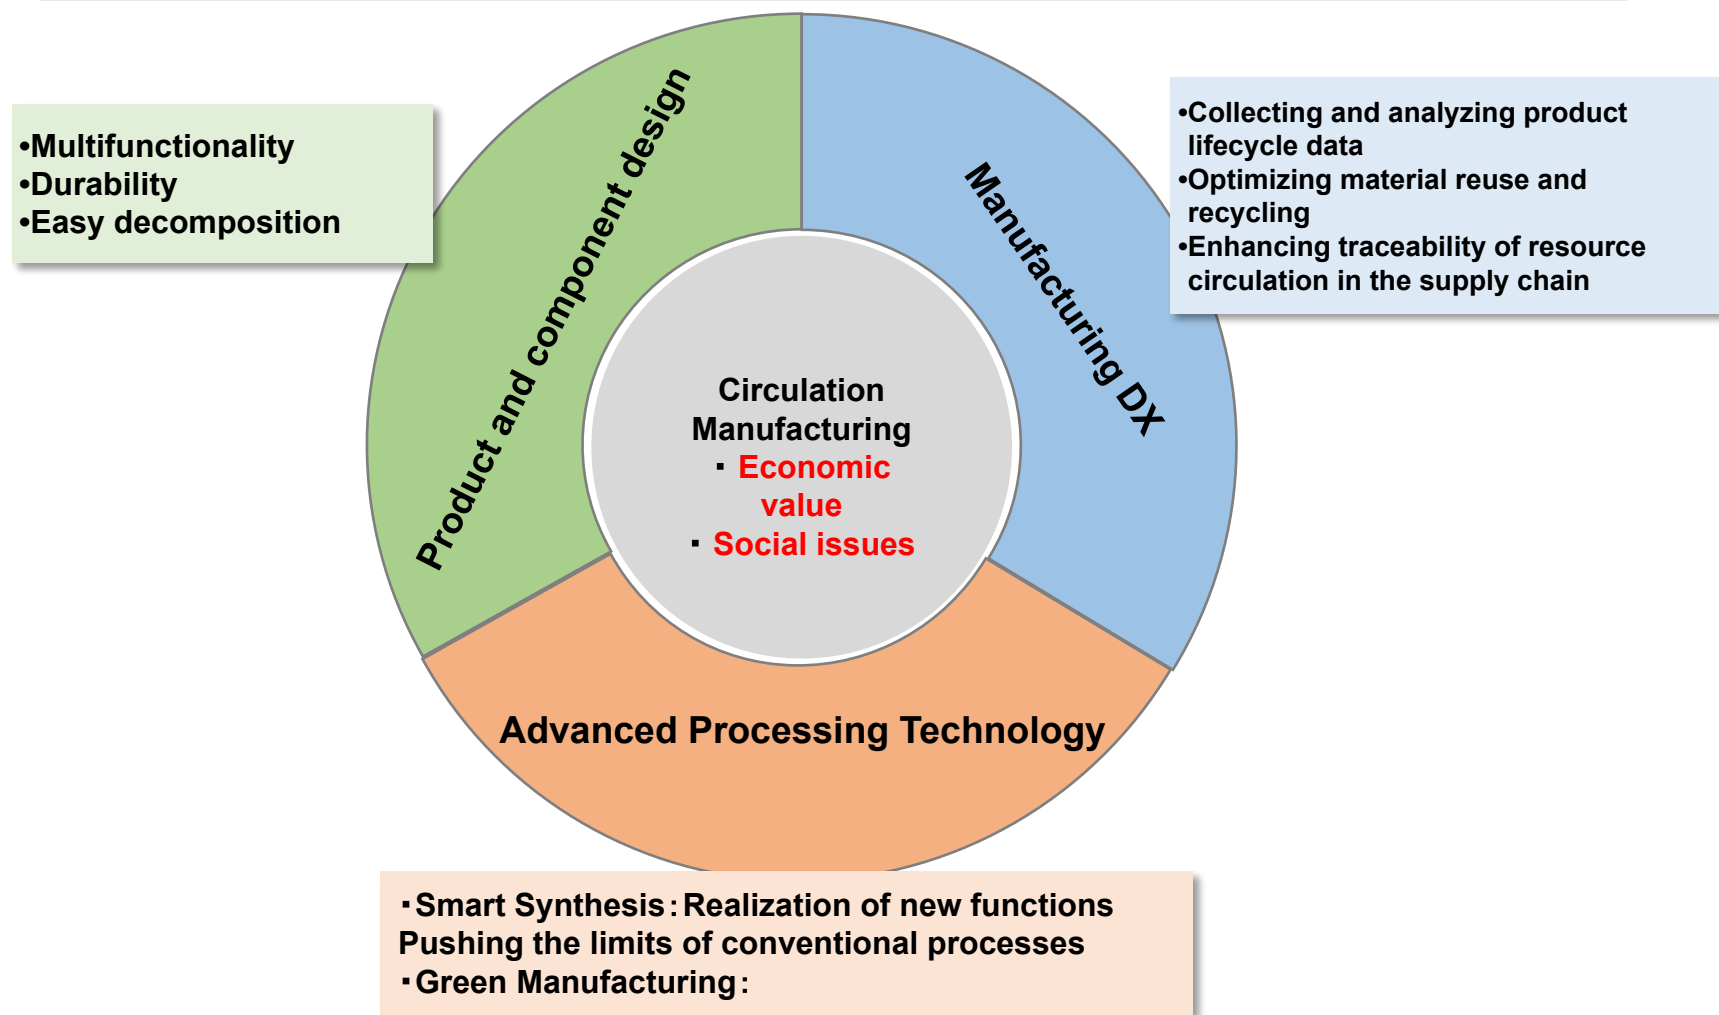 •Multifunctionality
•Durability
•Easy decomposition
Product and component design
Manufacturing DX
•Collecting and analyzing product
lifecycle data
•Optimizing material reuse and
recycling
•Enhancing traceability of resource
circulation in the supply chain
Circulation
Manufacturing
▪ Economic
value
▪ Social issues
Advanced Processing Technology
▪Smart Synthesis：Realization of new functions
Pushing the limits of conventional processes
▪Green Manufacturing：